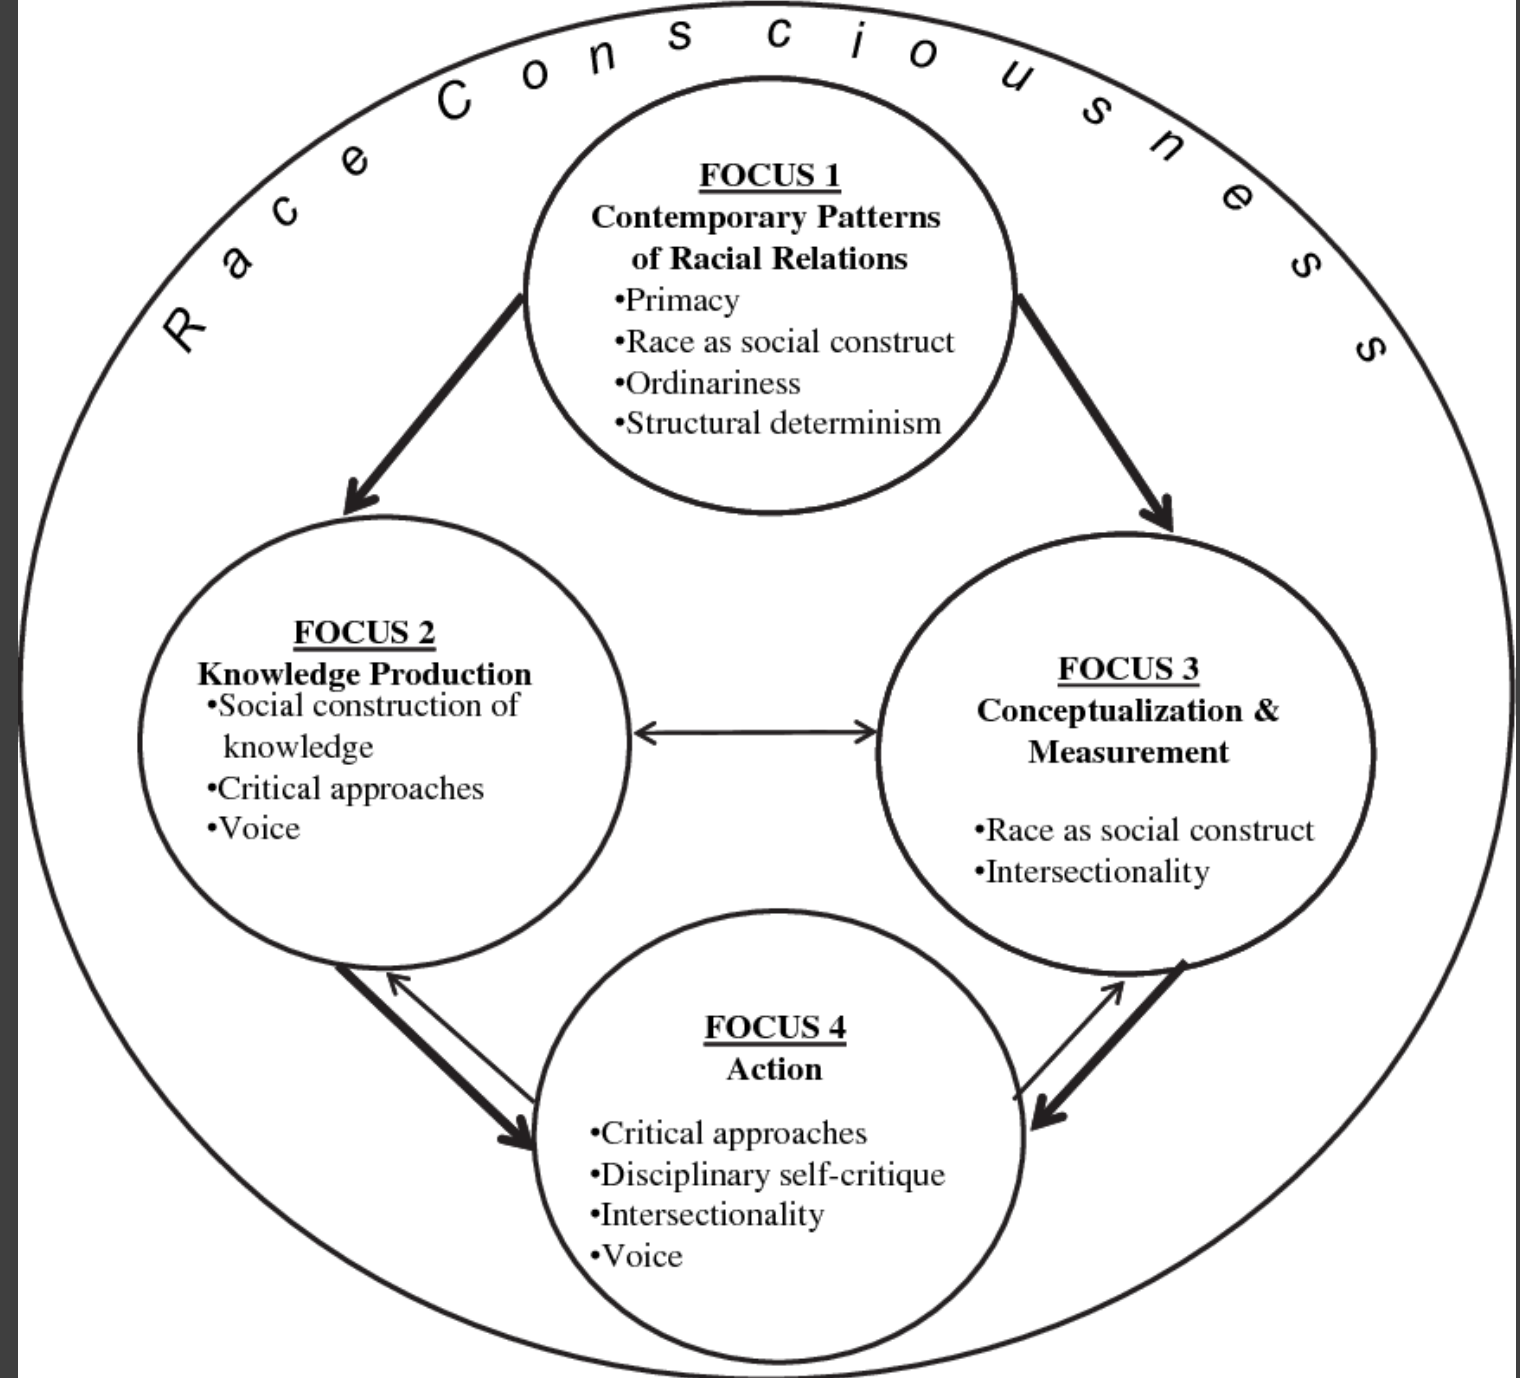 Race Consciousness
FOCUS 1
Contemporary Patterns
of Racial Relations
•Primacy
•Race as social construct
•Ordinariness
•Structural determinism
FOCUS 2
Knowledge Production
•Social construction of
knowledge
•Critical approaches
•Voice
FOCUS 3
Conceptualization &
Measurement
•Race as social construct
•Intersectionality
FOCUS 4
Action
•Critical approaches
•Disciplinary self-critique
•Intersectionality
•Voice